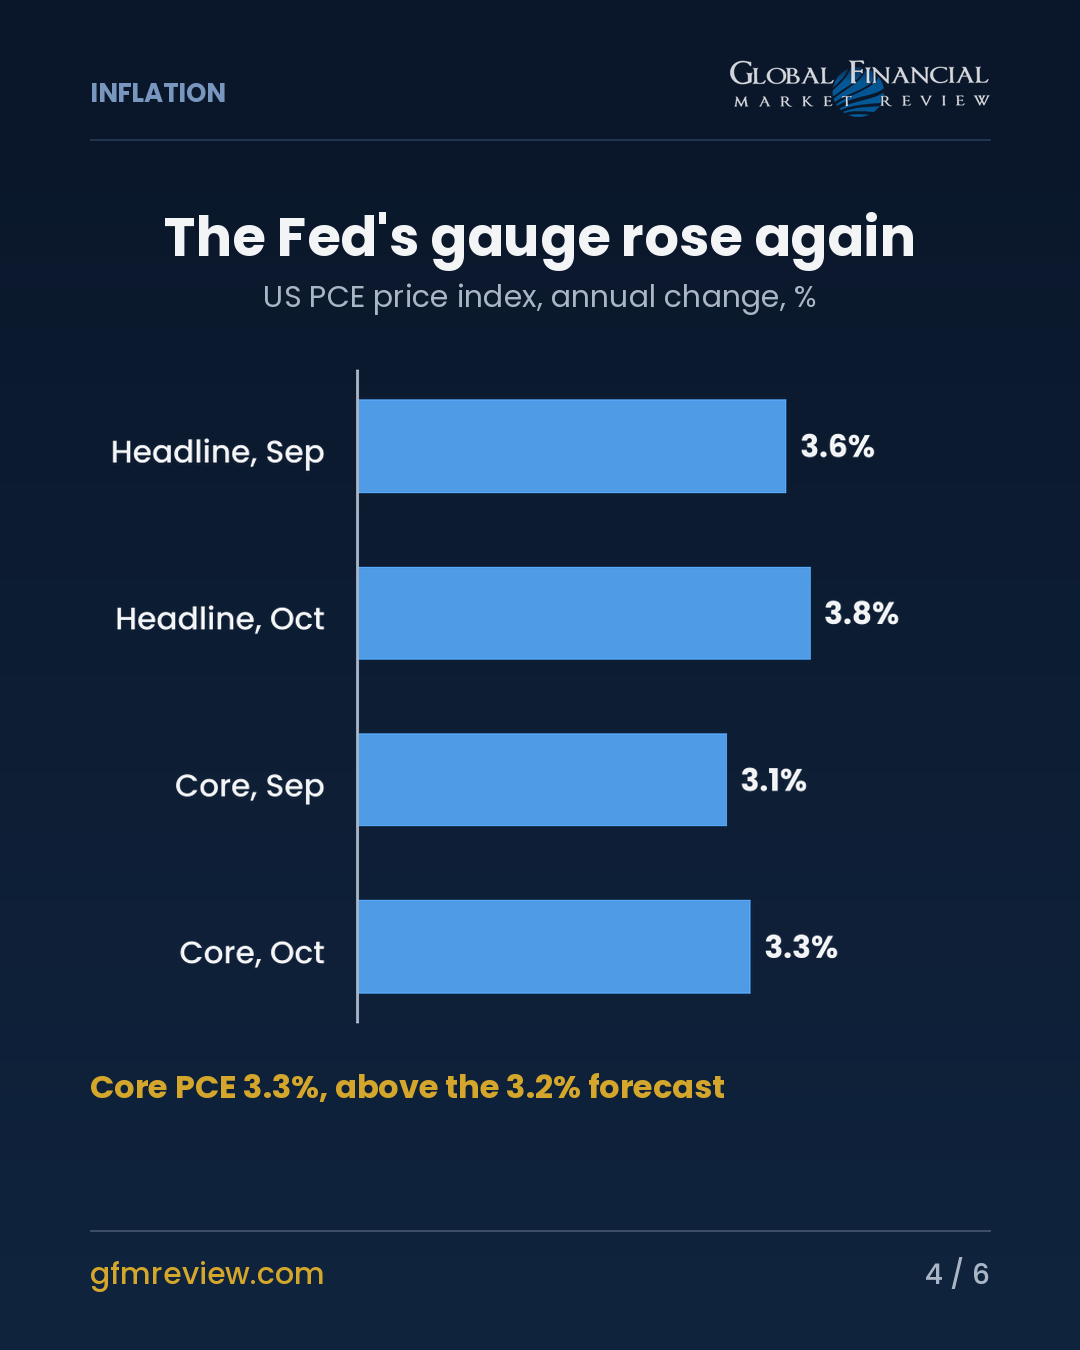 INFLATION
GLOBAL FINANCIAL
MARKET REVIEW
The Fed's gauge rose again
US PCE price index, annual change, %
Headline, Sep 3.6%
Headline, Oct 3.8%
Core, Sep 3.1%
Core, Oct 3.3%
Core PCE 3.3%, above the 3.2% forecast
gfmreview.com 4 / 6